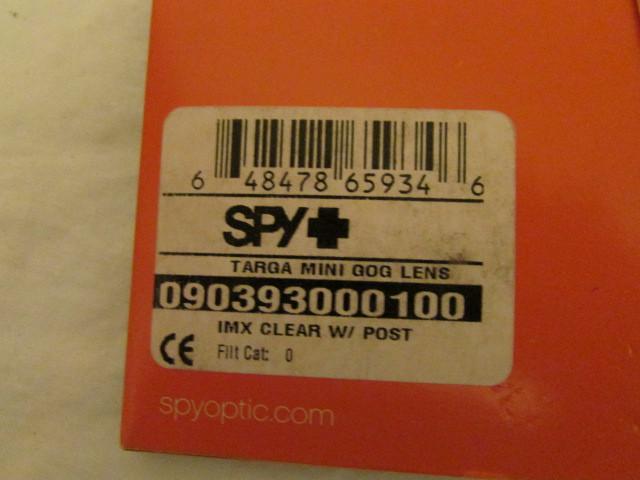 6 48478 65934 6
SPY+
TARGA MINI GOG LENS
090393000100
IMX CLEAR W/ POST
CE Filt Cat: 0
spyoptic.com